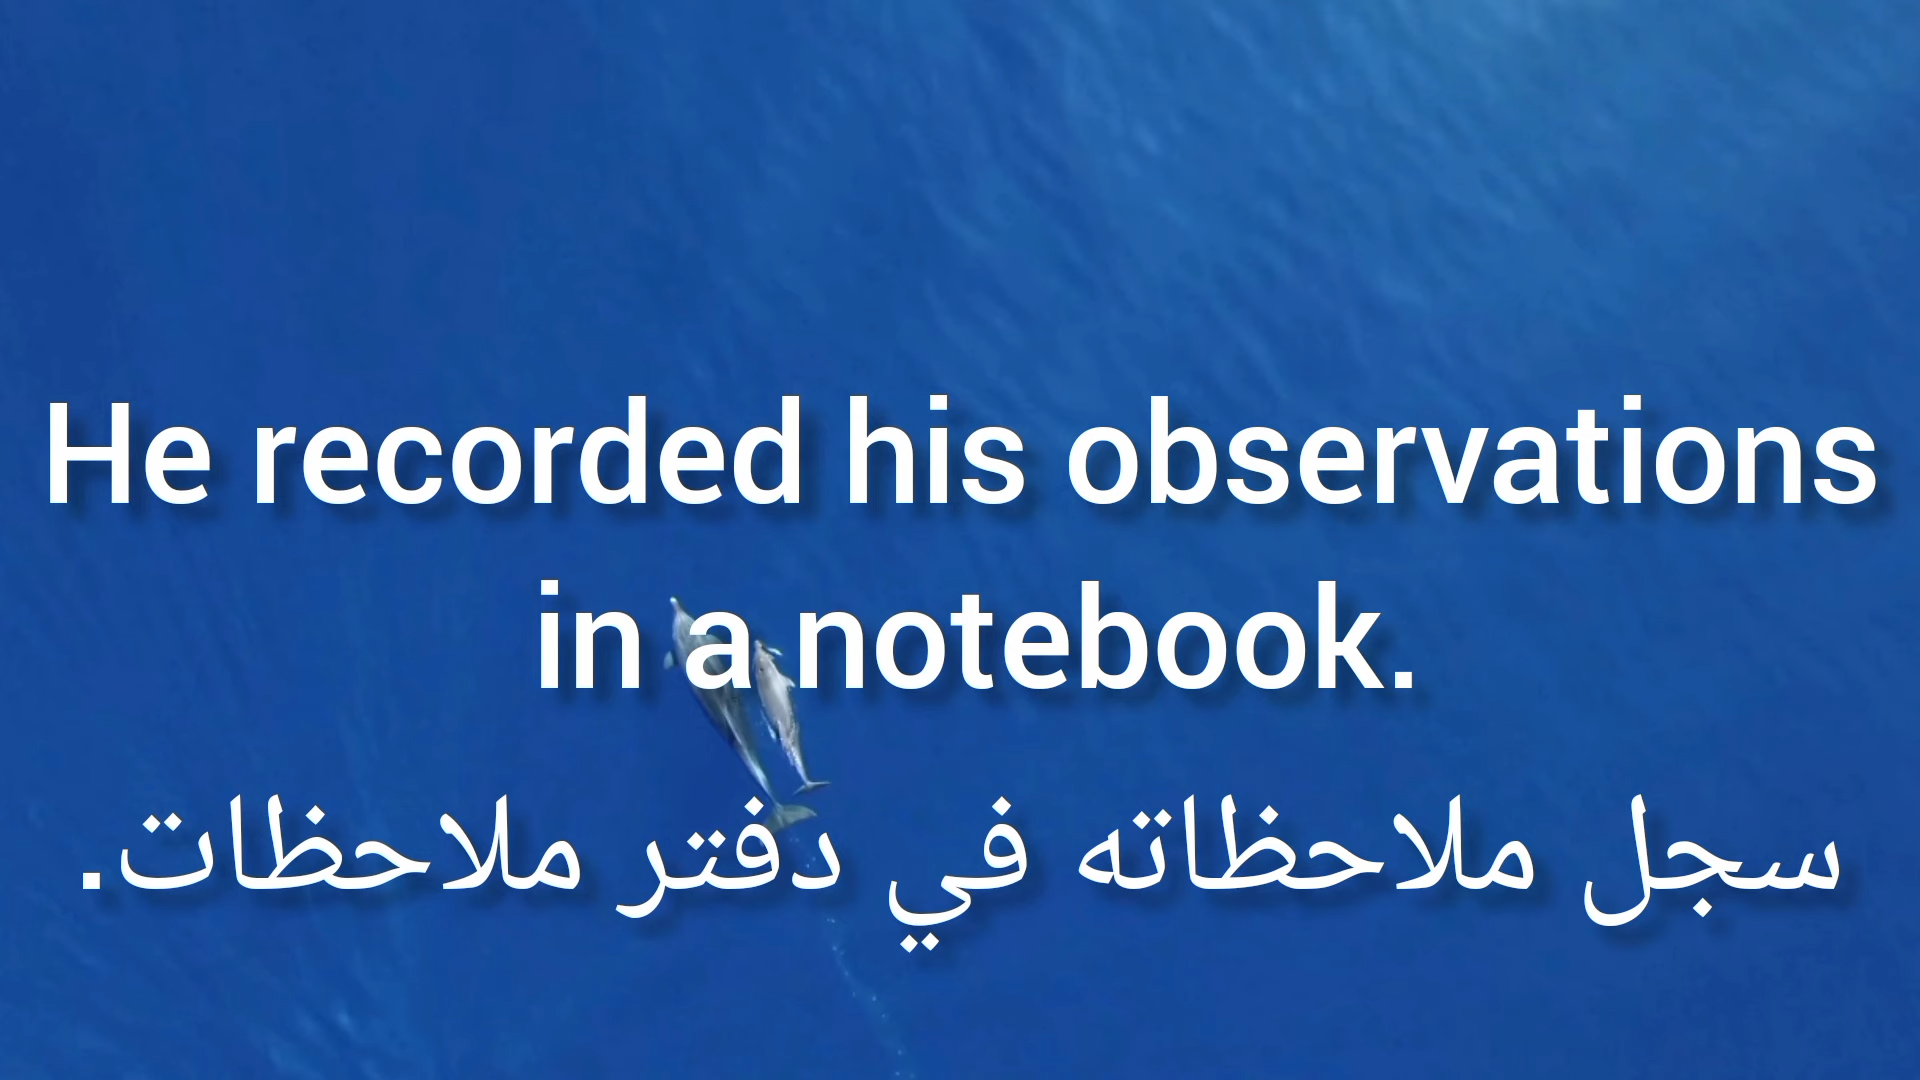 He recorded his observations
in a notebook.
سجل ملاحظاته في دفتر ملاحظات.